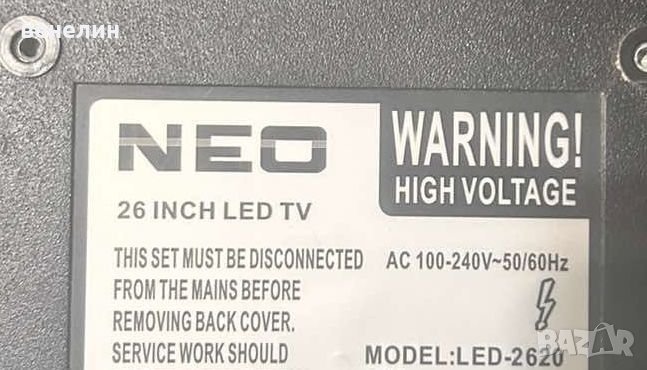 венелин
NEO
WARNING!
HIGH VOLTAGE
26 INCH LED TV
THIS SET MUST BE DISCONNECTED
FROM THE MAINS BEFORE
REMOVING BACK COVER.
SERVICE WORK SHOULD
AC 100-240V~50/60Hz
MODEL:LED-2620
BAZAR